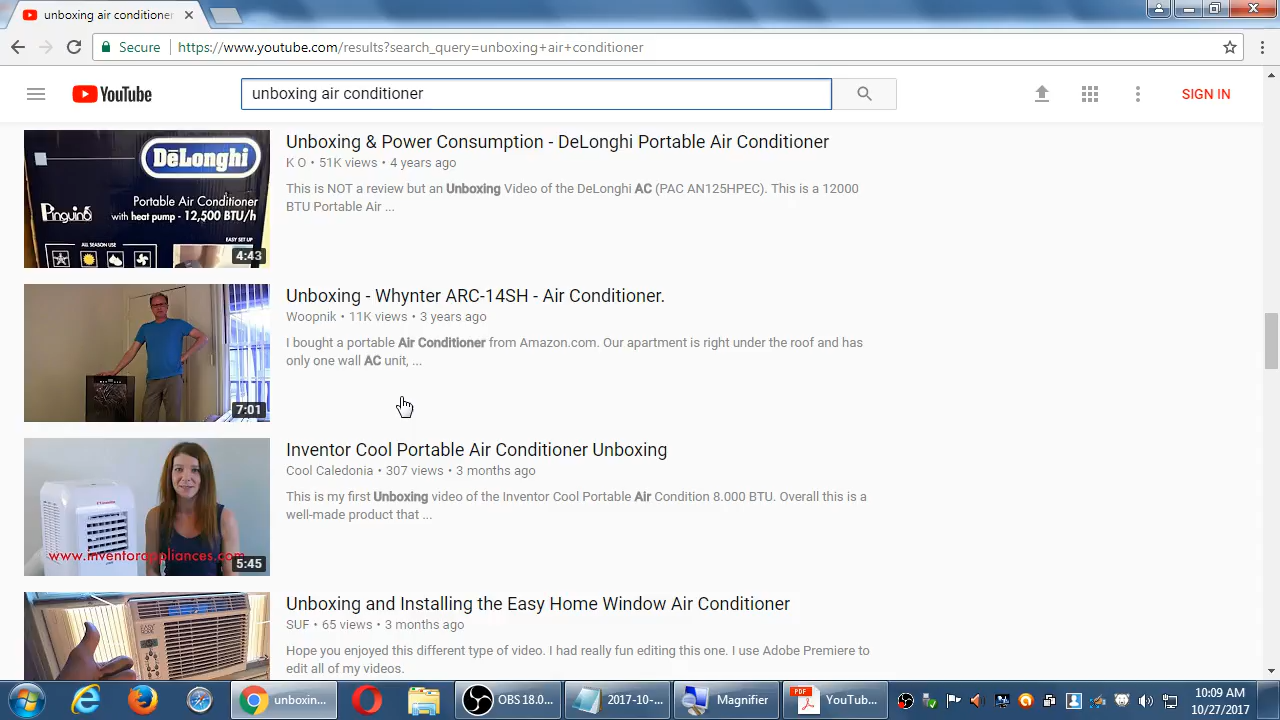 unboxing air conditioner
Secure
https://www.youtube.com/results?search_query=unboxing+air+conditioner
YouTube
unboxing air conditioner
SIGN IN
DeLonghi
Portable Air Conditioner
Pinguino
with heat pump - 12,500 BTU/h
ALL SEASON USE
EASY SET UP
4:43
Unboxing & Power Consumption - DeLonghi Portable Air Conditioner
K O • 51K views • 4 years ago
This is NOT a review but an Unboxing Video of the DeLonghi AC (PAC AN125HPEC). This is a 12000
BTU Portable Air ...
7:01
Unboxing - Whynter ARC-14SH - Air Conditioner.
Woopnik • 11K views • 3 years ago
I bought a portable Air Conditioner from Amazon.com. Our apartment is right under the roof and has
only one wall AC unit, ...
www.inventorappliances.com
5:45
Inventor Cool Portable Air Conditioner Unboxing
Cool Caledonia • 307 views • 3 months ago
This is my first Unboxing video of the Inventor Cool Portable Air Condition 8.000 BTU. Overall this is a
well-made product that ...
Unboxing and Installing the Easy Home Window Air Conditioner
SUF • 65 views • 3 months ago
Hope you enjoyed this different type of video. I had really fun editing this one. I use Adobe Premiere to
edit all of my videos.
unboxin...
OBS 18.0....
2017-10-...
Magnifier
PDF
YouTub...
10:09 AM
10/27/2017